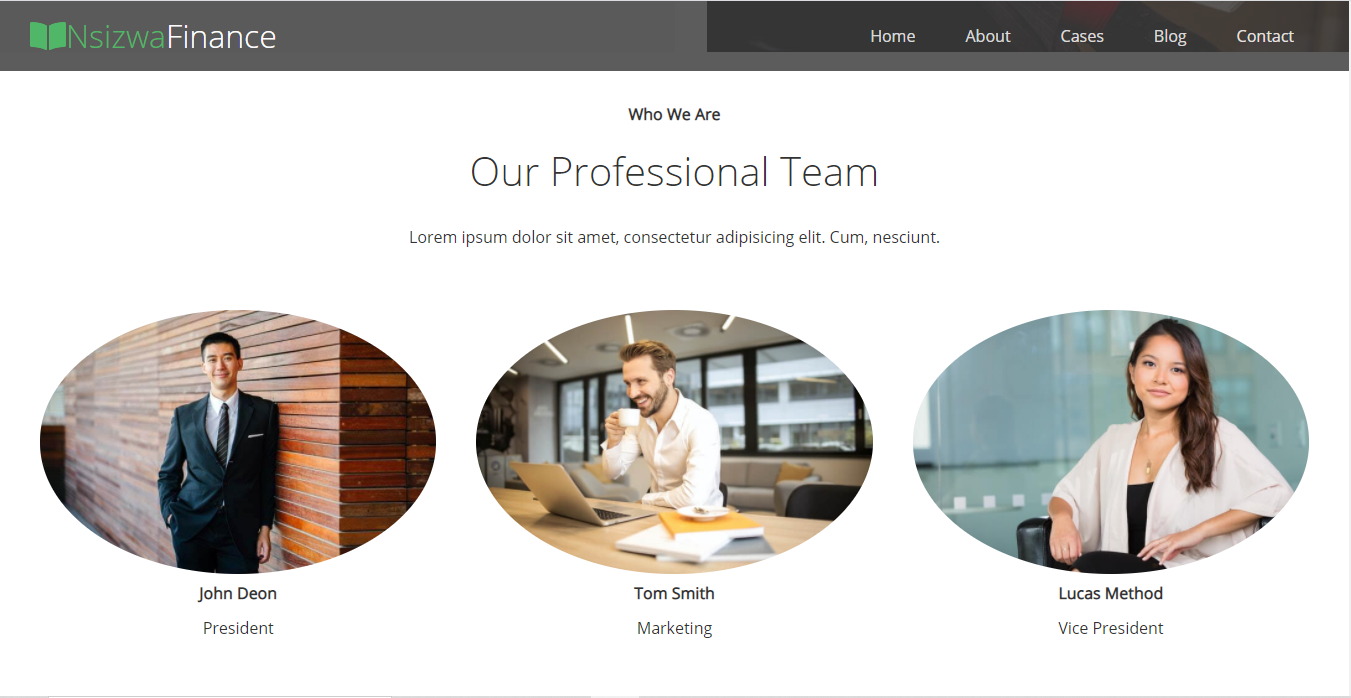 NsizwaFinance
Home About Cases Blog Contact
Who We Are
Our Professional Team
Lorem ipsum dolor sit amet, consectetur adipisicing elit. Cum, nesciunt.
John Deon
President
Tom Smith
Marketing
Lucas Method
Vice President